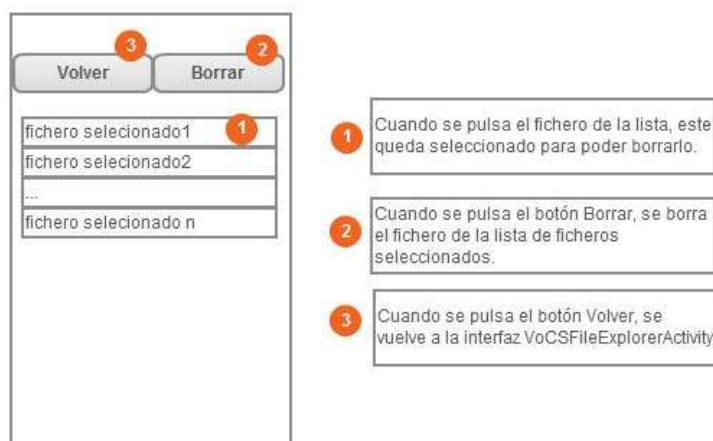 3
2
Volver
Borrar
fichero selecionado1
1
fichero selecionado2
...
fichero selecionado n
1
Cuando se pulsa el fichero de la lista, este
queda seleccionado para poder borrarlo.
2
Cuando se pulsa el botón Borrar, se borra
el fichero de la lista de ficheros
seleccionados.
3
Cuando se pulsa el botón Volver, se
vuelve a la interfaz VoCSFileExplorerActivity